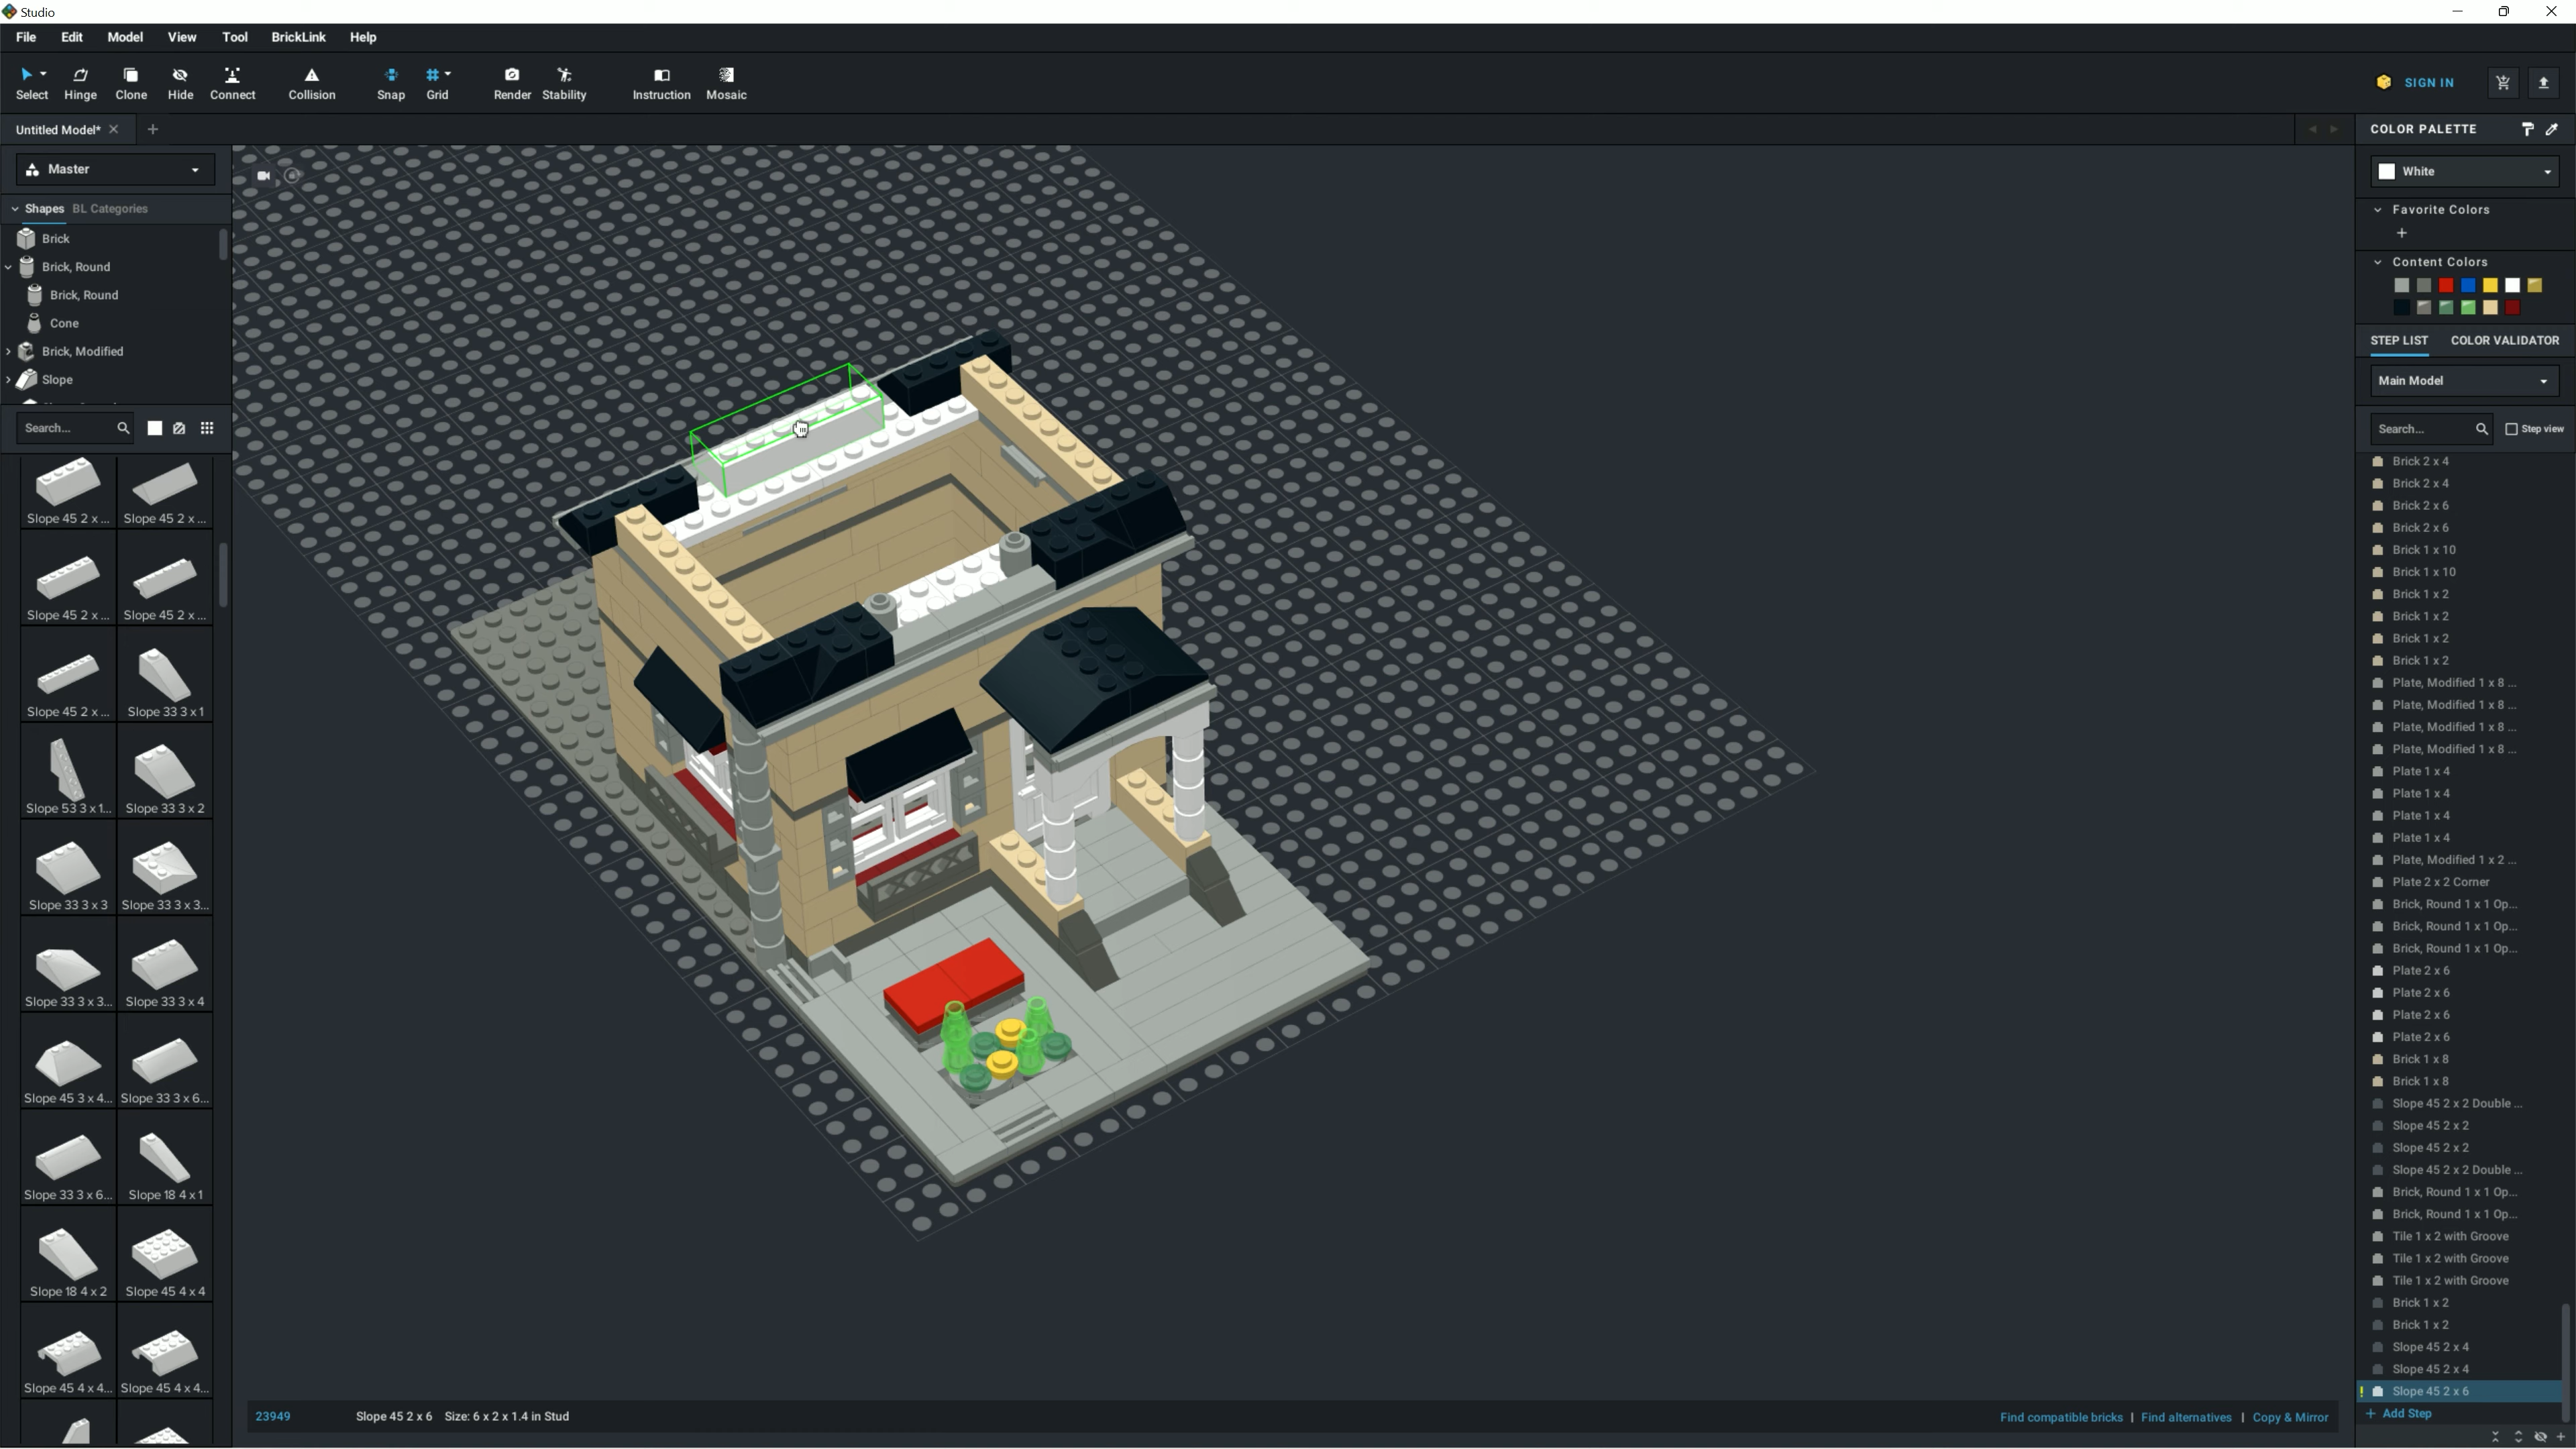 Studio
File Edit Model View Tool BrickLink Help
Select Hinge Clone Hide Connect Collision Snap Grid Render Stability Instruction Mosaic
SIGN IN
Untitled Model*
Master
Shapes BL Categories
Brick
Brick, Round
Brick, Round
Cone
Brick, Modified
Slope
Search...
Slope 45 2 x ... Slope 45 2 x ...
Slope 45 2 x ... Slope 45 2 x ...
Slope 45 2 x ... Slope 33 3 x 1
Slope 53 3 x 1... Slope 33 3 x 2
Slope 33 3 x 3 Slope 33 3 x 3...
Slope 33 3 x 3... Slope 33 3 x 4
Slope 45 3 x 4... Slope 33 3 x 6...
Slope 33 3 x 6... Slope 18 4 x 1
Slope 18 4 x 2 Slope 45 4 x 4
Slope 45 4 x 4... Slope 45 4 x 4...
23949 Slope 45 2 x 6 Size: 6 x 2 x 1.4 in Stud
Find compatible bricks | Find alternatives | Copy & Mirror
COLOR PALETTE
White
Favorite Colors
+
Content Colors
STEP LIST COLOR VALIDATOR
Main Model
Search... Step view
Brick 2 x 4
Brick 2 x 4
Brick 2 x 6
Brick 2 x 6
Brick 1 x 10
Brick 1 x 10
Brick 1 x 2
Brick 1 x 2
Brick 1 x 2
Brick 1 x 2
Plate, Modified 1 x 8 ...
Plate, Modified 1 x 8 ...
Plate, Modified 1 x 8 ...
Plate, Modified 1 x 8 ...
Plate 1 x 4
Plate 1 x 4
Plate 1 x 4
Plate 1 x 4
Plate, Modified 1 x 2 ...
Plate 2 x 2 Corner
Brick, Round 1 x 1 Op...
Brick, Round 1 x 1 Op...
Brick, Round 1 x 1 Op...
Plate 2 x 6
Plate 2 x 6
Plate 2 x 6
Plate 2 x 6
Brick 1 x 8
Brick 1 x 8
Slope 45 2 x 2 Double ...
Slope 45 2 x 2
Slope 45 2 x 2
Slope 45 2 x 2 Double ...
Brick, Round 1 x 1 Op...
Brick, Round 1 x 1 Op...
Tile 1 x 2 with Groove
Tile 1 x 2 with Groove
Tile 1 x 2 with Groove
Brick 1 x 2
Brick 1 x 2
Slope 45 2 x 4
Slope 45 2 x 4
! Slope 45 2 x 6
+ Add Step